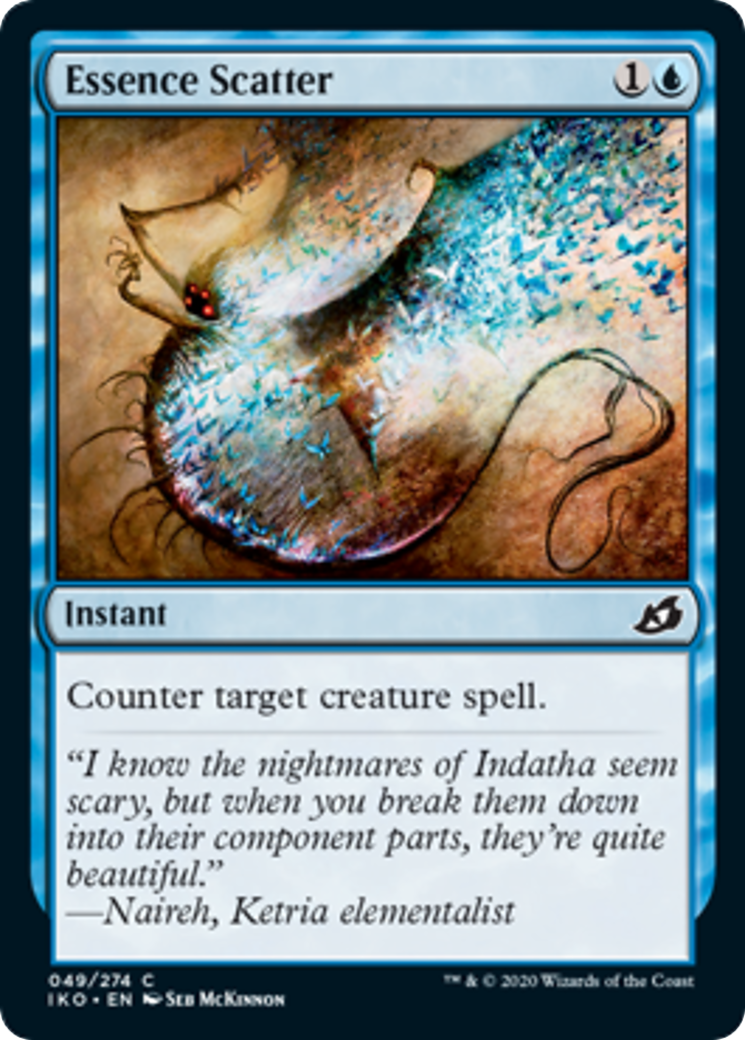 Essence Scatter 1
Instant
Counter target creature spell.
“I know the nightmares of Indatha seem
scary, but when you break them down
into their component parts, they’re quite
beautiful.”
—Naireh, Ketria elementalist
049/274 C
™ & © 2020 Wizards of the Coast
IKO • EN Seb McKinnon